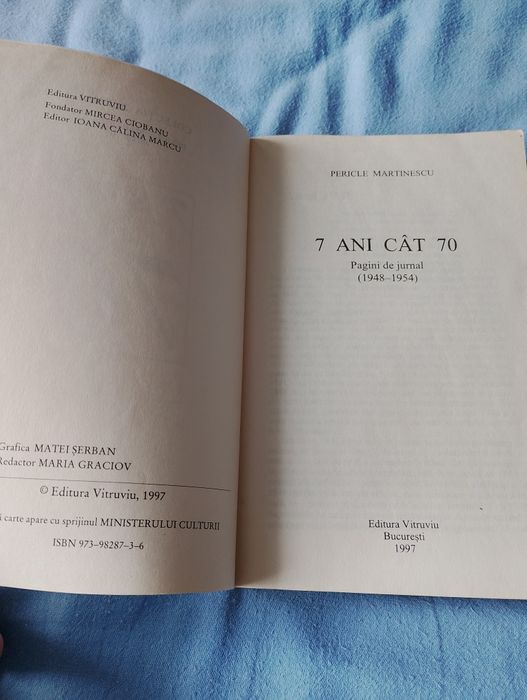 Editura VITRUVIU
Fondator MIRCEA CIOBANU
Editor IOANA CĂLINA MARCU
Grafica MATEI ȘERBAN
Redactor MARIA GRACIOV
© Editura Vitruviu, 1997
carte apare cu sprijinul MINISTERULUI CULTURII
ISBN 973-98287-3-6
PERICLE MARTINESCU
7 ANI CÂT 70
Pagini de jurnal
(1948–1954)
Editura Vitruviu
București
1997